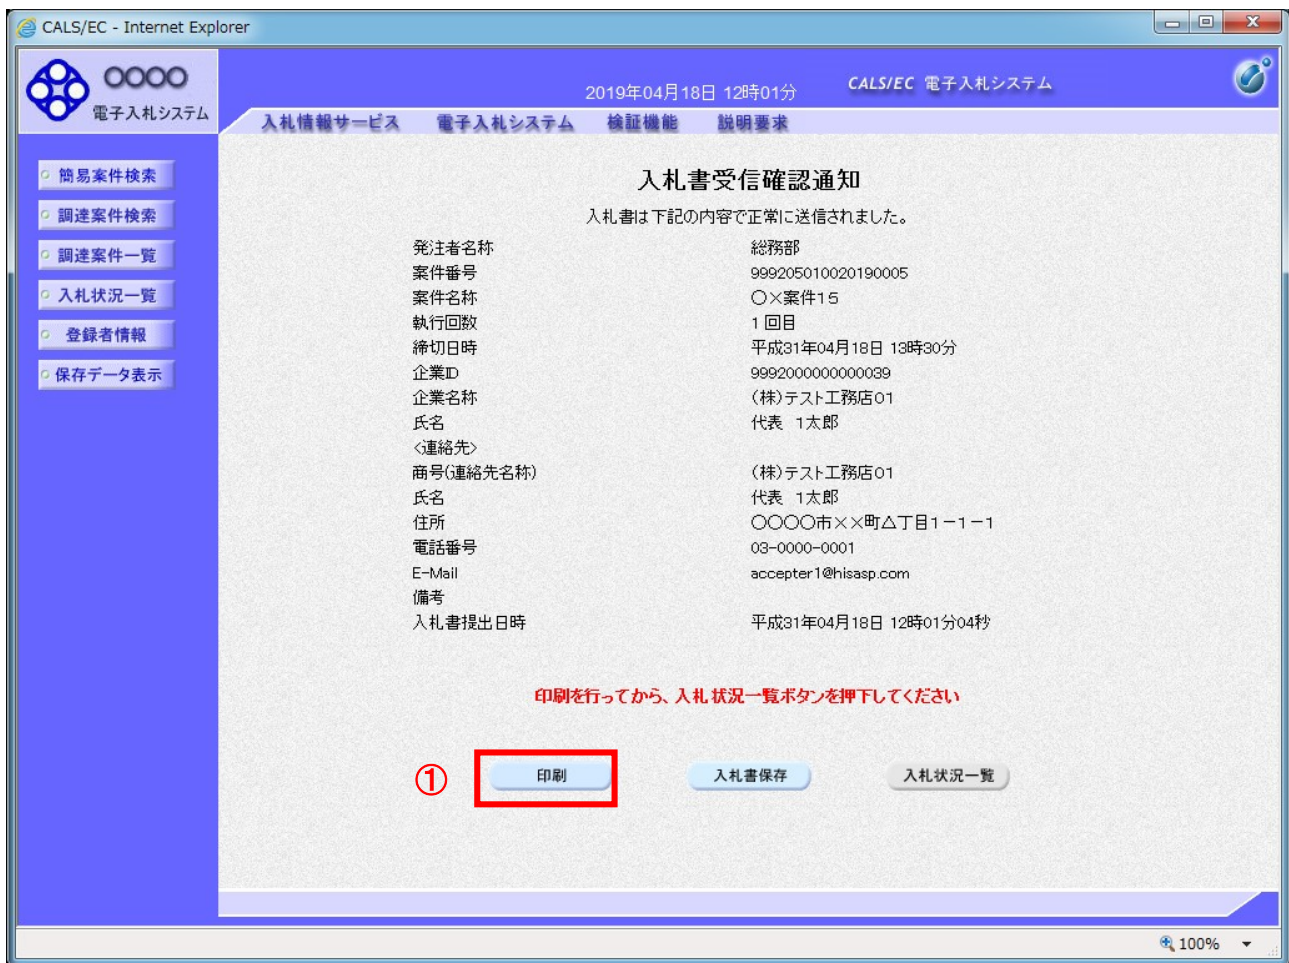 CALS/EC - Internet Explorer
〇〇〇〇
電子入札システム
2019年04月18日 12時01分
CALS/EC 電子入札システム
入札情報サービス 電子入札システム 検証機能 説明要求
簡易案件検索
調達案件検索
調達案件一覧
入札状況一覧
登録者情報
保存データ表示
入札書受信確認通知
入札書は下記の内容で正常に送信されました。
発注者名称 総務部
案件番号 999205010020190005
案件名称 〇×案件15
執行回数 1回目
締切日時 平成31年04月18日 13時30分
企業ID 9992000000000039
企業名称 (株)テスト工務店01
氏名 代表 1太郎
<連絡先>
商号(連絡先名称) (株)テスト工務店01
氏名 代表 1太郎
住所 〇〇〇〇市××町△丁目1-1-1
電話番号 03-0000-0001
E-Mail accepter1@hisasp.com
備考
入札書提出日時 平成31年04月18日 12時01分04秒
印刷を行ってから、入札状況一覧ボタンを押下してください
① 印刷 入札書保存 入札状況一覧
100%